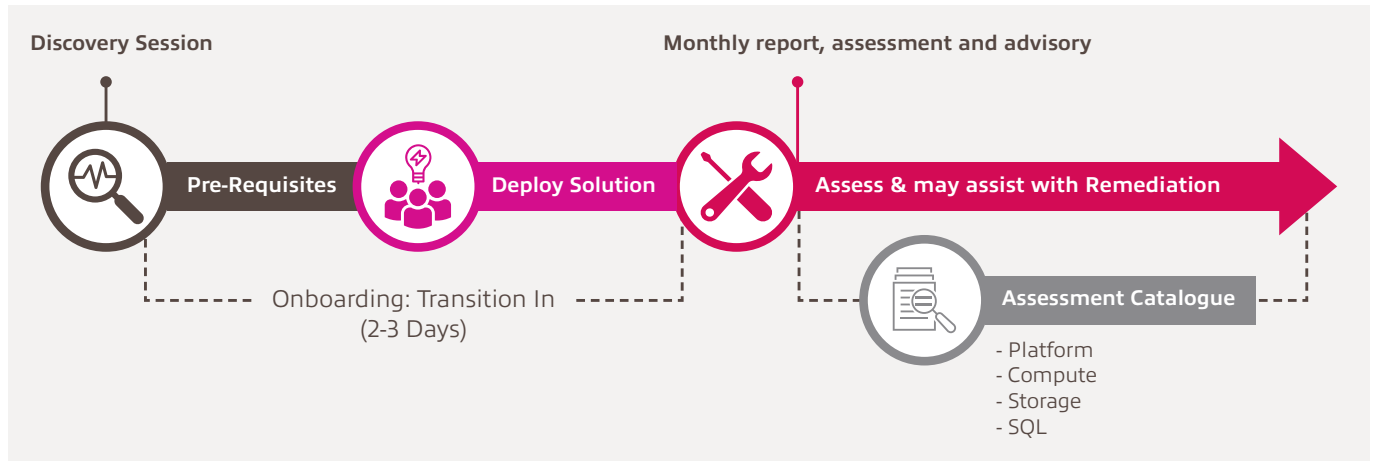 Discovery Session
Monthly report, assessment and advisory
Pre-Requisites
Deploy Solution
Assess & may assist with Remediation
Onboarding: Transition In
(2-3 Days)
Assessment Catalogue
- Platform
- Compute
- Storage
- SQL